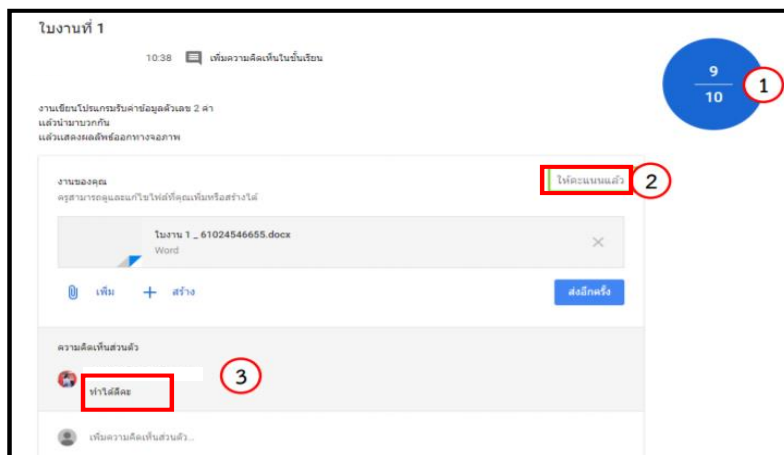 ใบงานที่ 1
10:38 เพิ่มความคิดเห็นในชั้นเรียน
9
10
1
งานเขียนโปรแกรมรับค่าข้อมูลตัวเลข 2 ค่า
แล้วนำมาบวกกัน
แล้วแสดงผลลัพธ์ออกทางจอภาพ
งานของคุณ
ให้คะแนนแล้ว
2
ครูสามารถดูและแก้ไขไฟล์ที่คุณเพิ่มหรือสร้างได้
ใบงาน 1 _ 61024546655.docx
Word
เพิ่ม
สร้าง
ส่งอีกครั้ง
ความคิดเห็นส่วนตัว
3
ทำได้ดีคะ
เพิ่มความคิดเห็นส่วนตัว...